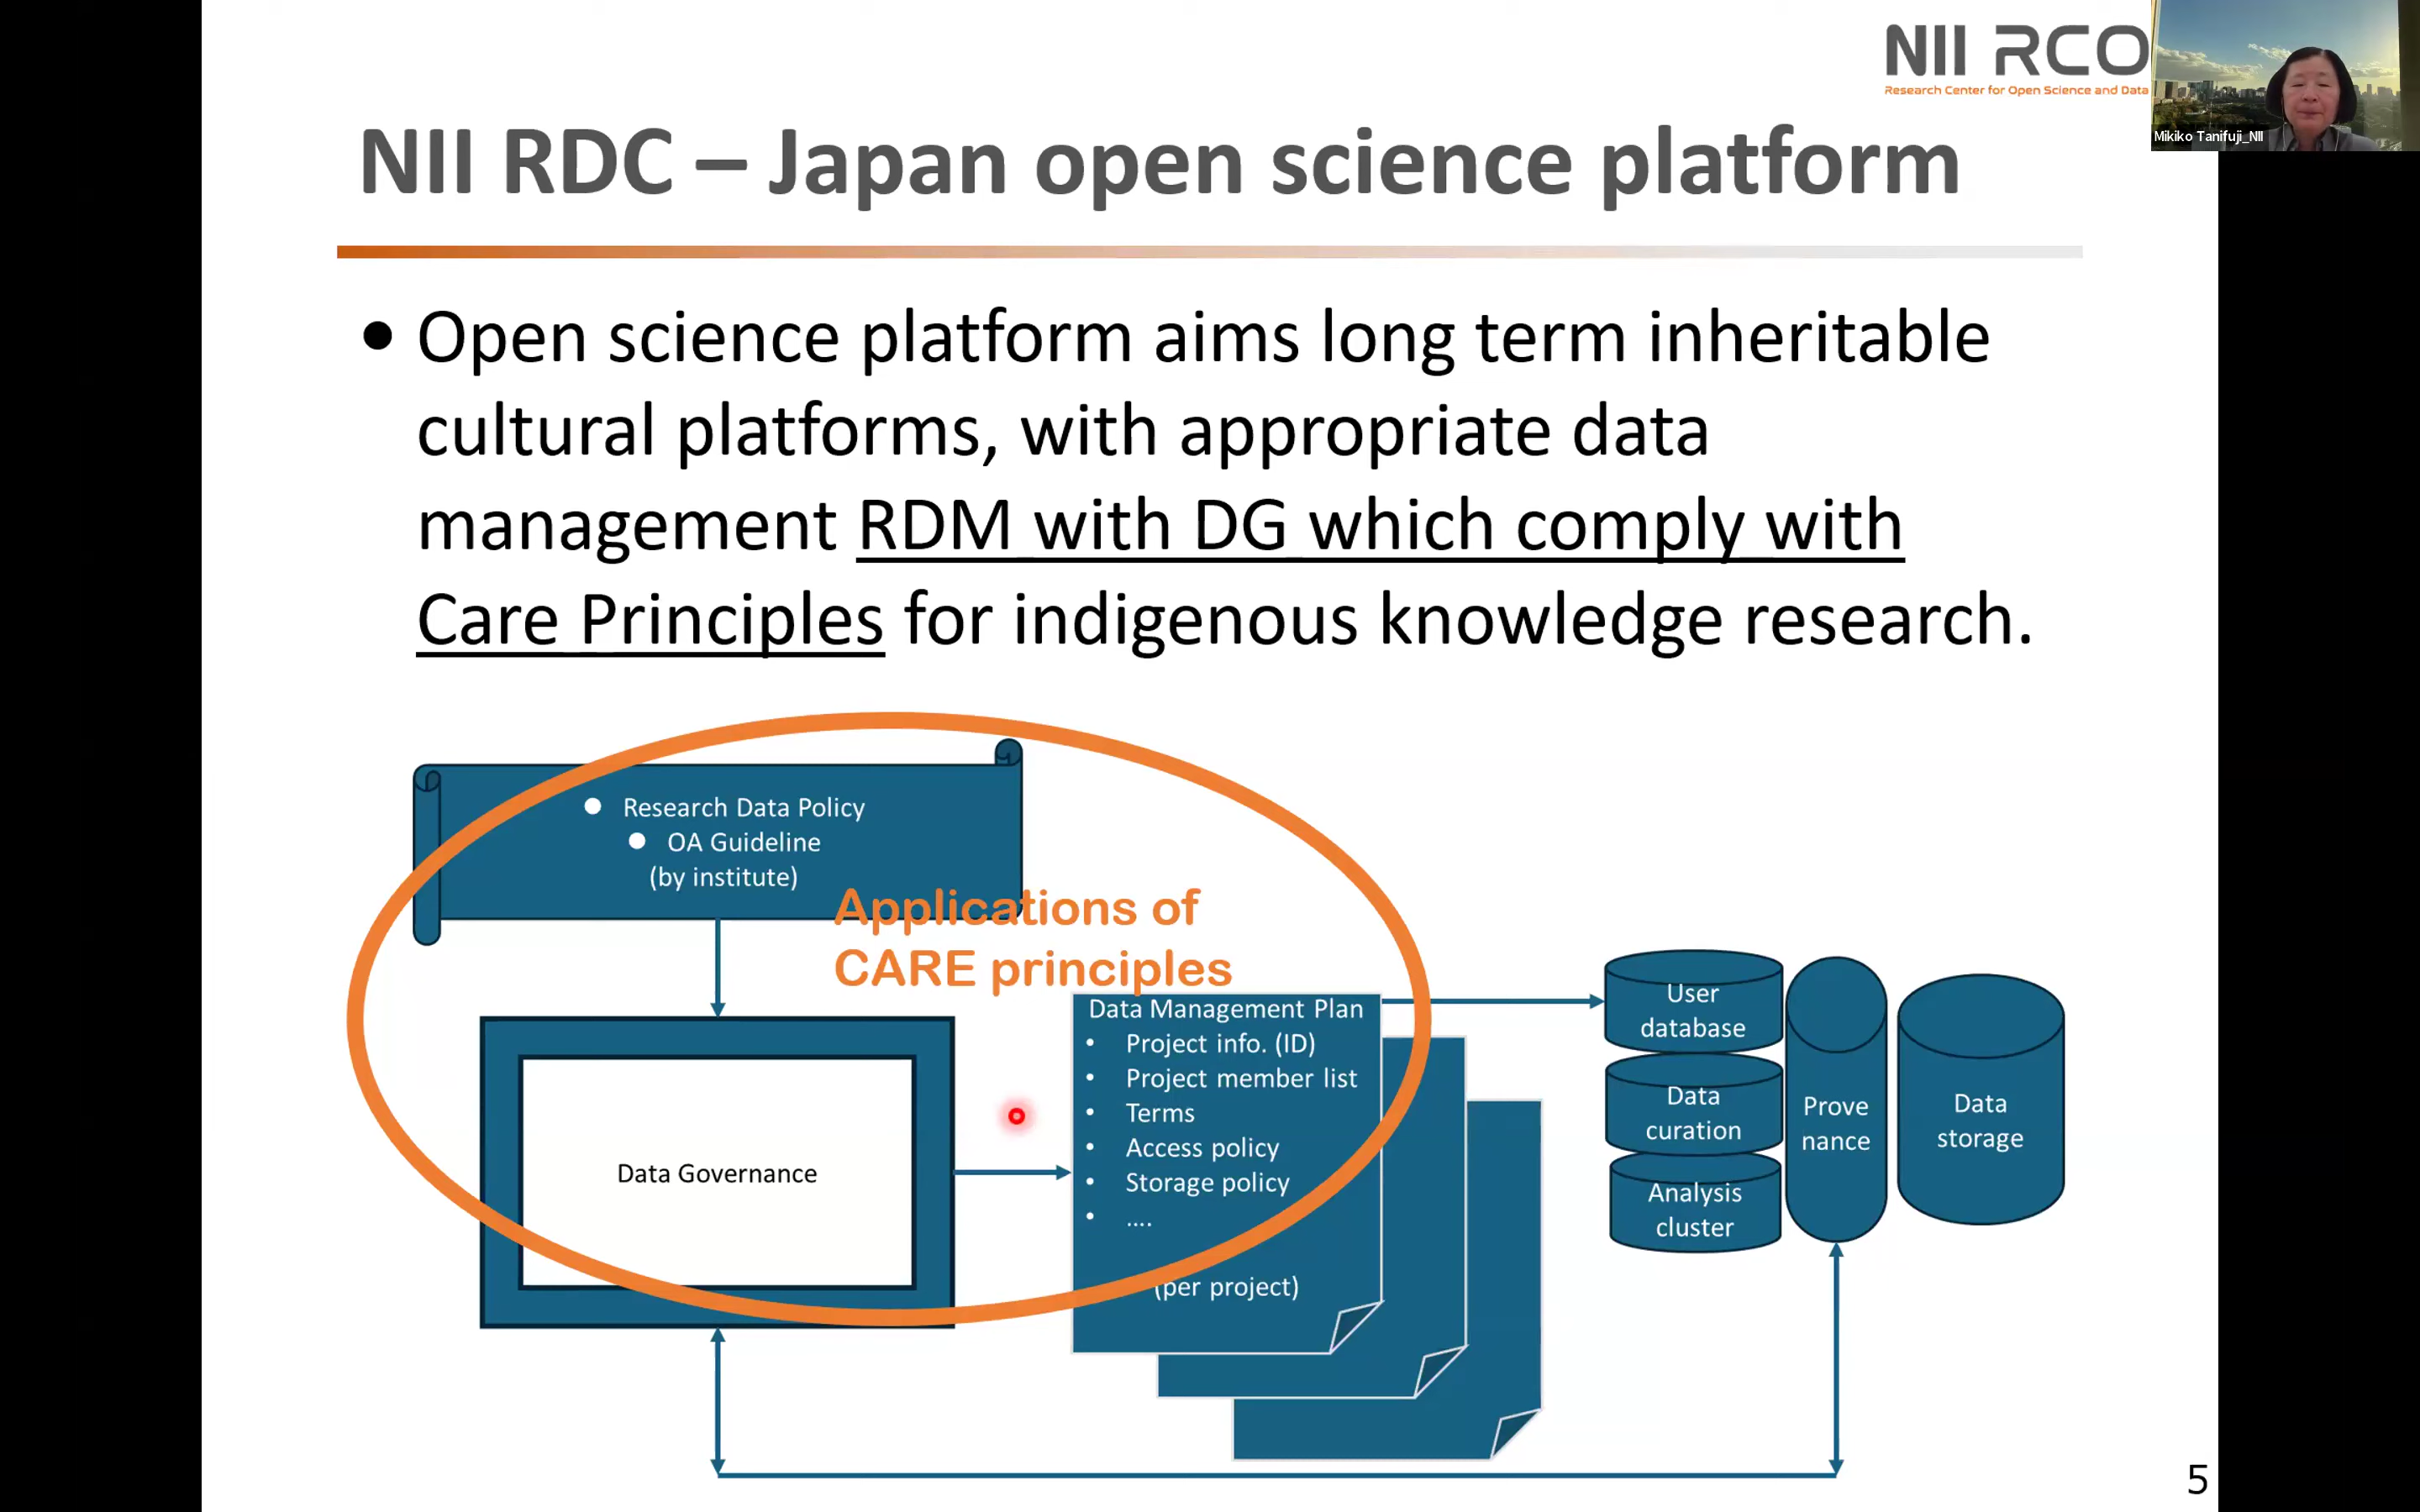 NII RCO
Research Center for Open Science and Data
Mikiko Tanifuji_NII
NII RDC – Japan open science platform
● Open science platform aims long term inheritable
cultural platforms, with appropriate data
management RDM with DG which comply with
Care Principles for indigenous knowledge research.
● Research Data Policy
● OA Guideline
(by institute)
Applications of
CARE principles
Data Governance
Data Management Plan
• Project info. (ID)
• Project member list
• Terms
• Access policy
• Storage policy
• ....
(per project)
User
database
Data
curation
Analysis
cluster
Prove
nance
Data
storage
5